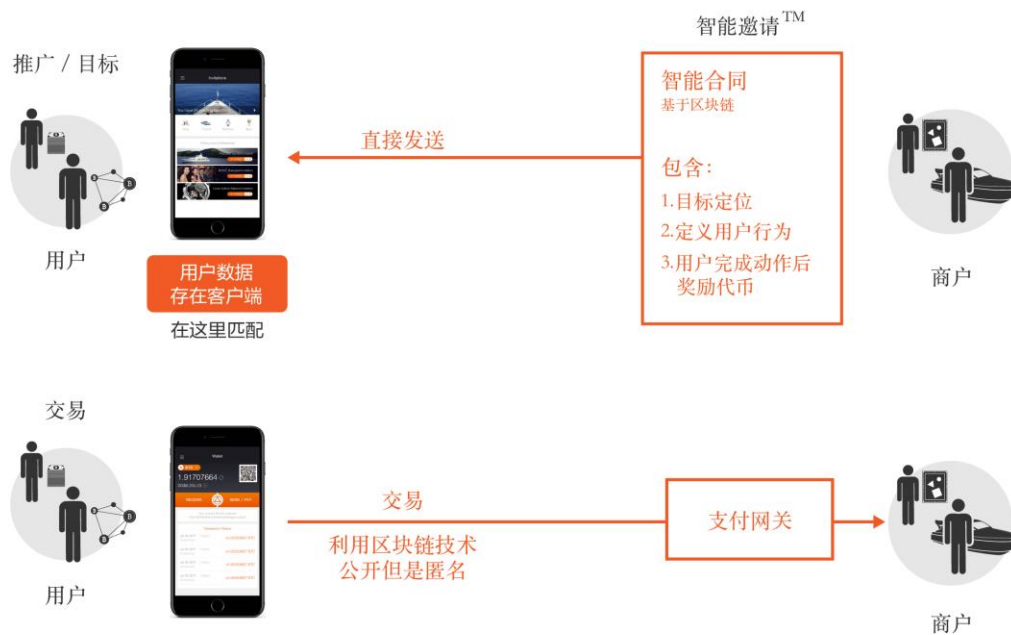 智能邀请™
推广 / 目标
Invitations
智能合同
基于区块链
直接发送
包含:
1.目标定位
2.定义用户行为
3.用户完成动作后
奖励代币
用户
商户
用户数据
存在客户端
在这里匹配
交易
Wallet
1.91707664
交易
支付网关
利用区块链技术
公开但是匿名
用户
商户